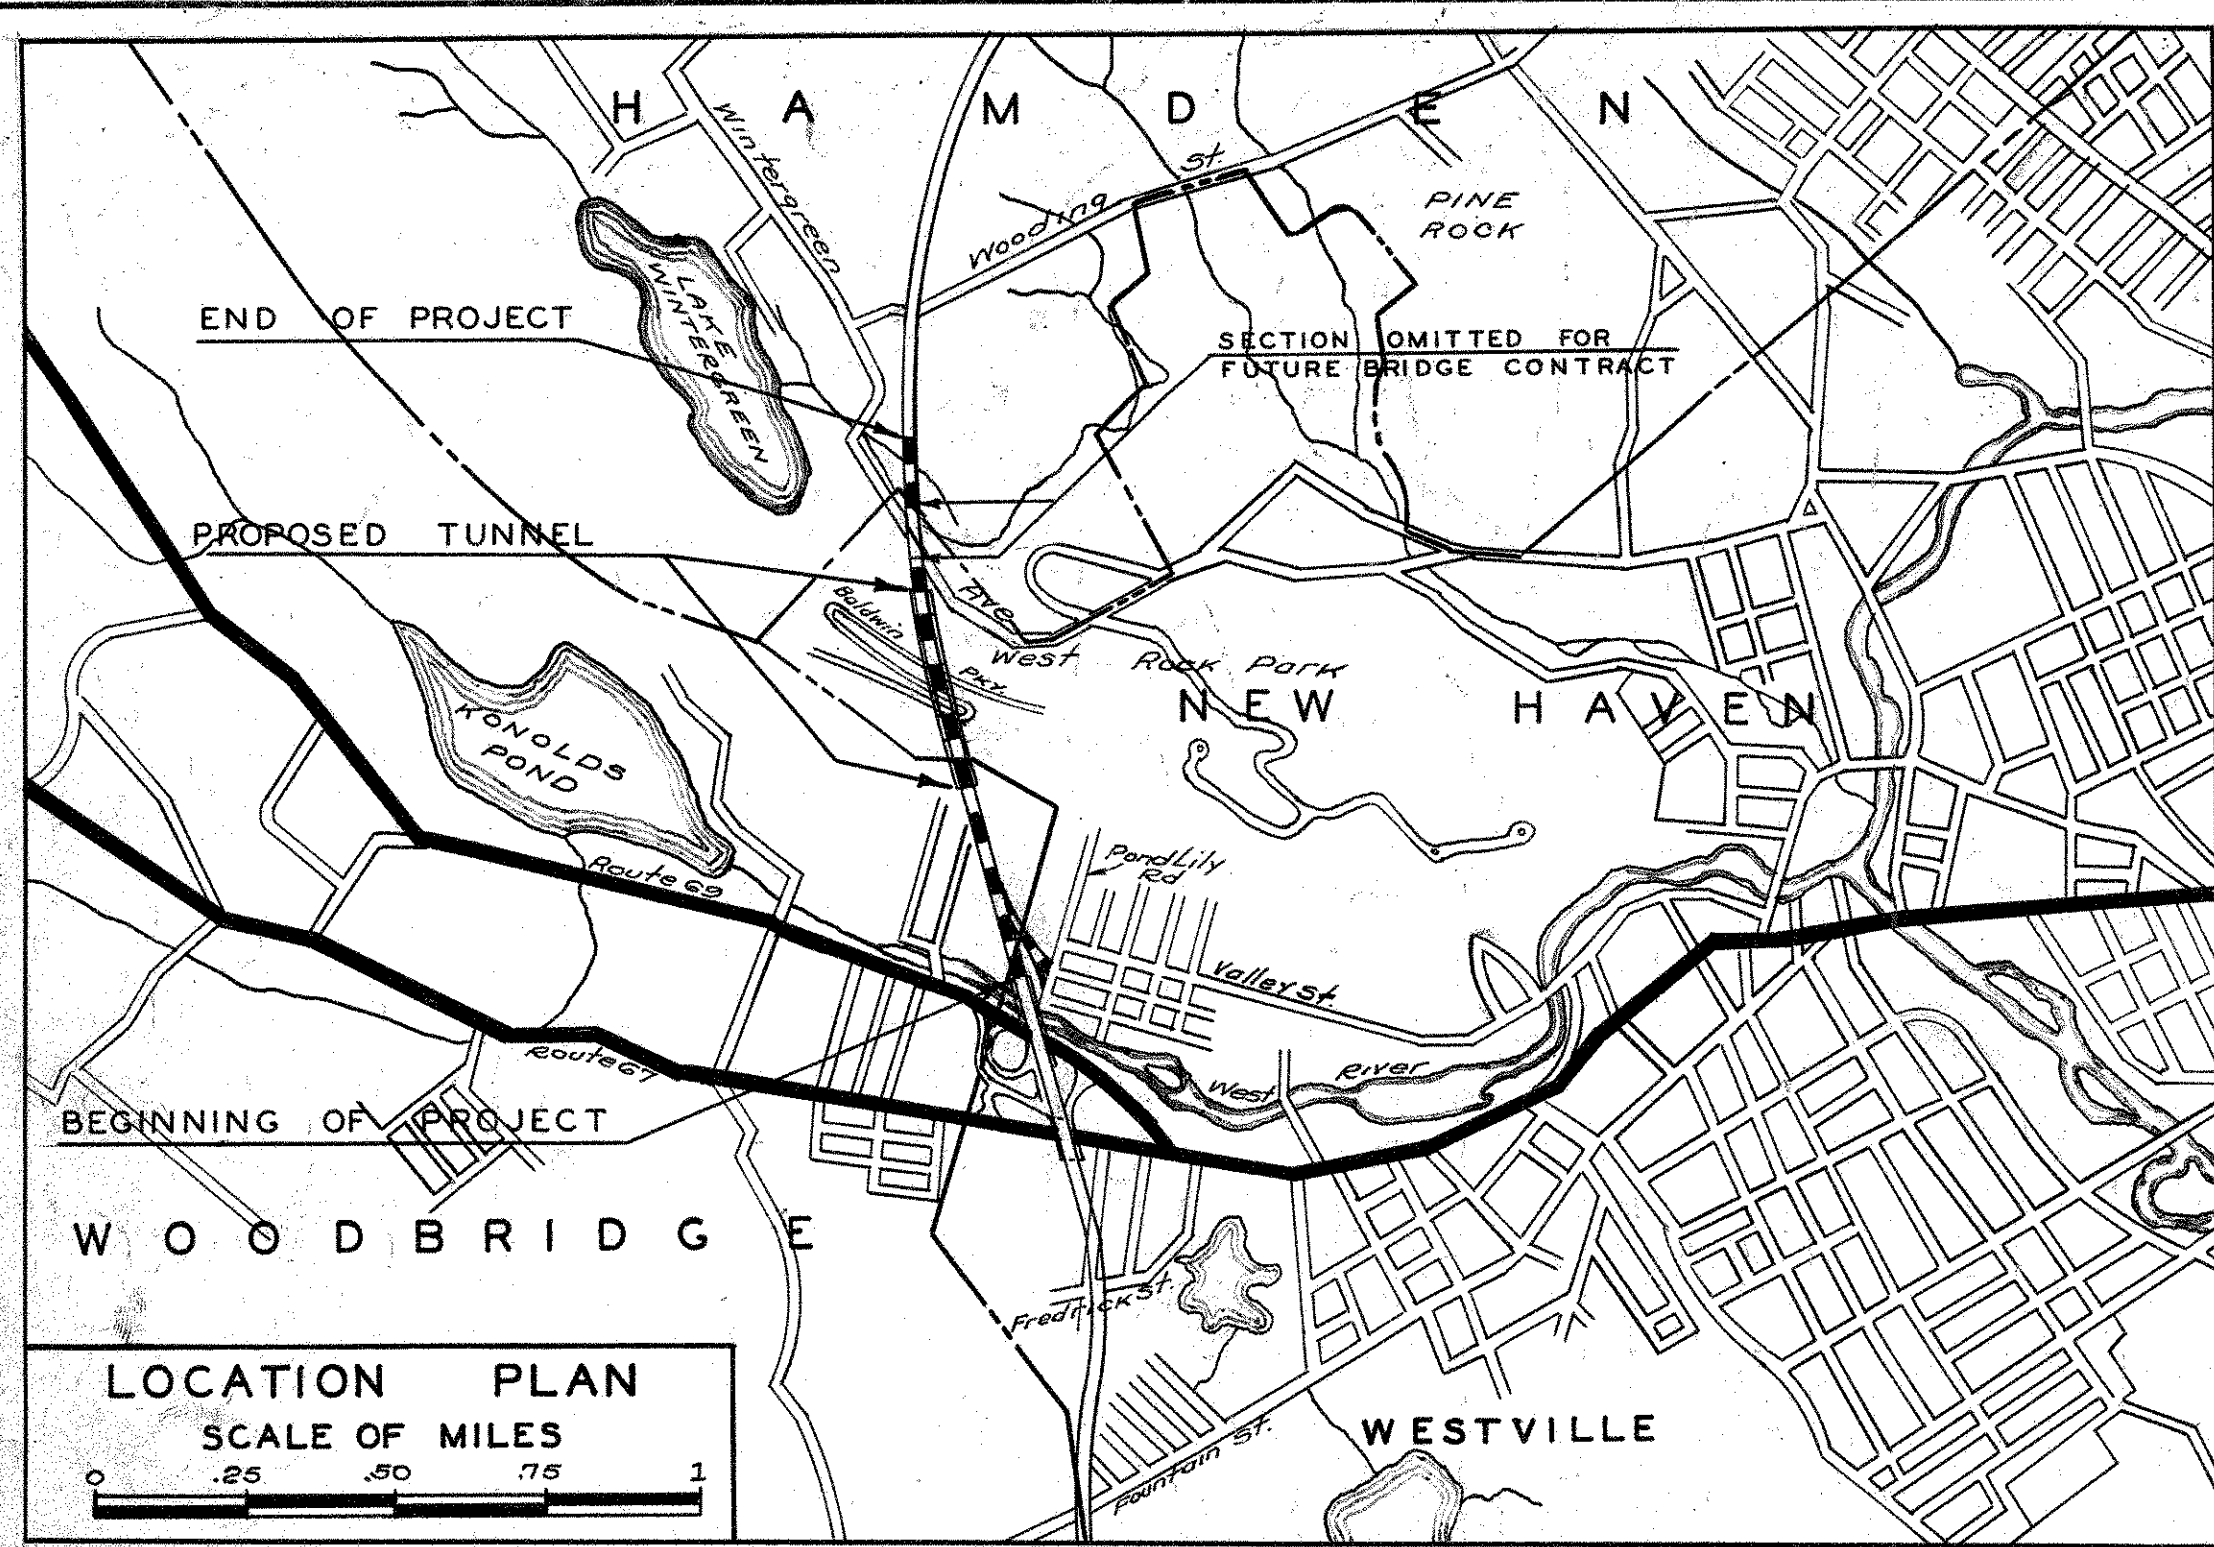 H A M D E N
Wintergreen
Wooding St.
PINE
ROCK
LAKE
WINTERGREEN
END OF PROJECT
SECTION OMITTED FOR
FUTURE BRIDGE CONTRACT
PROPOSED TUNNEL
Ave
Baldwin
Pky.
West Rock Park
NEW HAVEN
KONOLDS
POND
Route 69
Pond Lily
Rd
Valley St.
Route 67
West River
BEGINNING OF PROJECT
WOODBRIDGE
Fredrick St.
LOCATION PLAN
SCALE OF MILES
0 .25 .50 .75 1
WESTVILLE
Fountain St.